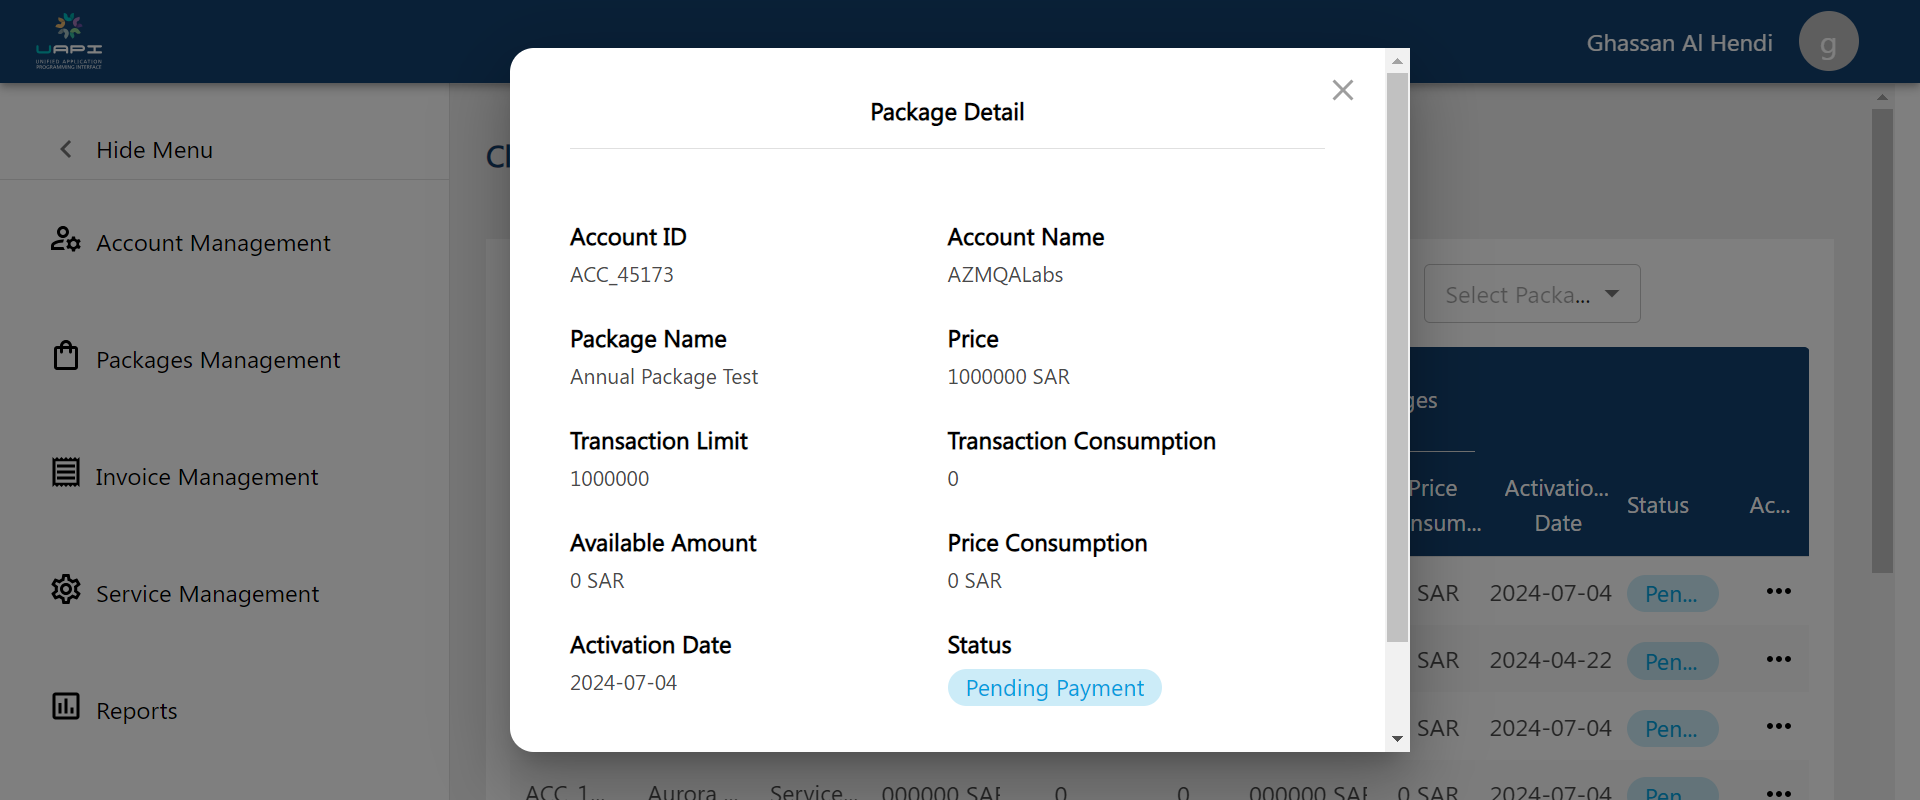 UAPI
UNIFIED APPLICATION
PROGRAMMING INTERFACE
Ghassan Al Hendi
g
Hide Menu
Account Management
Packages Management
Invoice Management
Service Management
Reports
Package Detail
Account ID
ACC_45173
Account Name
AZMQALabs
Package Name
Annual Package Test
Price
1000000 SAR
Transaction Limit
1000000
Transaction Consumption
0
Available Amount
0 SAR
Price Consumption
0 SAR
Activation Date
2024-07-04
Status
Pending Payment
Select Packa...
Price
Activatio...
Date
Status
Ac...
SAR 2024-07-04 Pen...
SAR 2024-04-22 Pen...
SAR 2024-07-04 Pen...
ACC_1... Aurora ... Service... 000000 SAR 0 0 000000 SAR 0 SAR 2024-07-04 Pen...